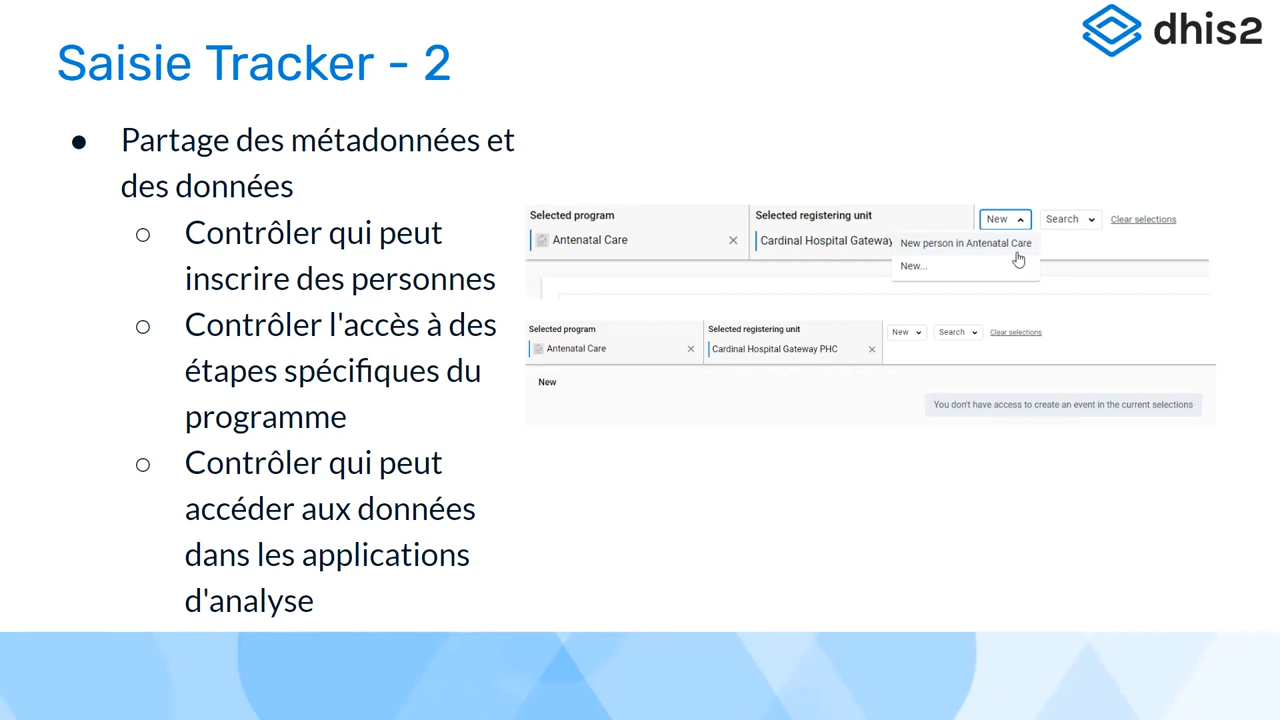 dhis2
Saisie Tracker - 2
● Partage des métadonnées et
des données
○ Contrôler qui peut
inscrire des personnes
○ Contrôler l'accès à des
étapes spécifiques du
programme
○ Contrôler qui peut
accéder aux données
dans les applications
d'analyse
Selected program
Antenatal Care
Selected registering unit
Cardinal Hospital Gateway
New Search Clear selections
New person in Antenatal Care
New...
Selected program
Antenatal Care
Selected registering unit
Cardinal Hospital Gateway PHC
New Search Clear selections
New
You don't have access to create an event in the current selections